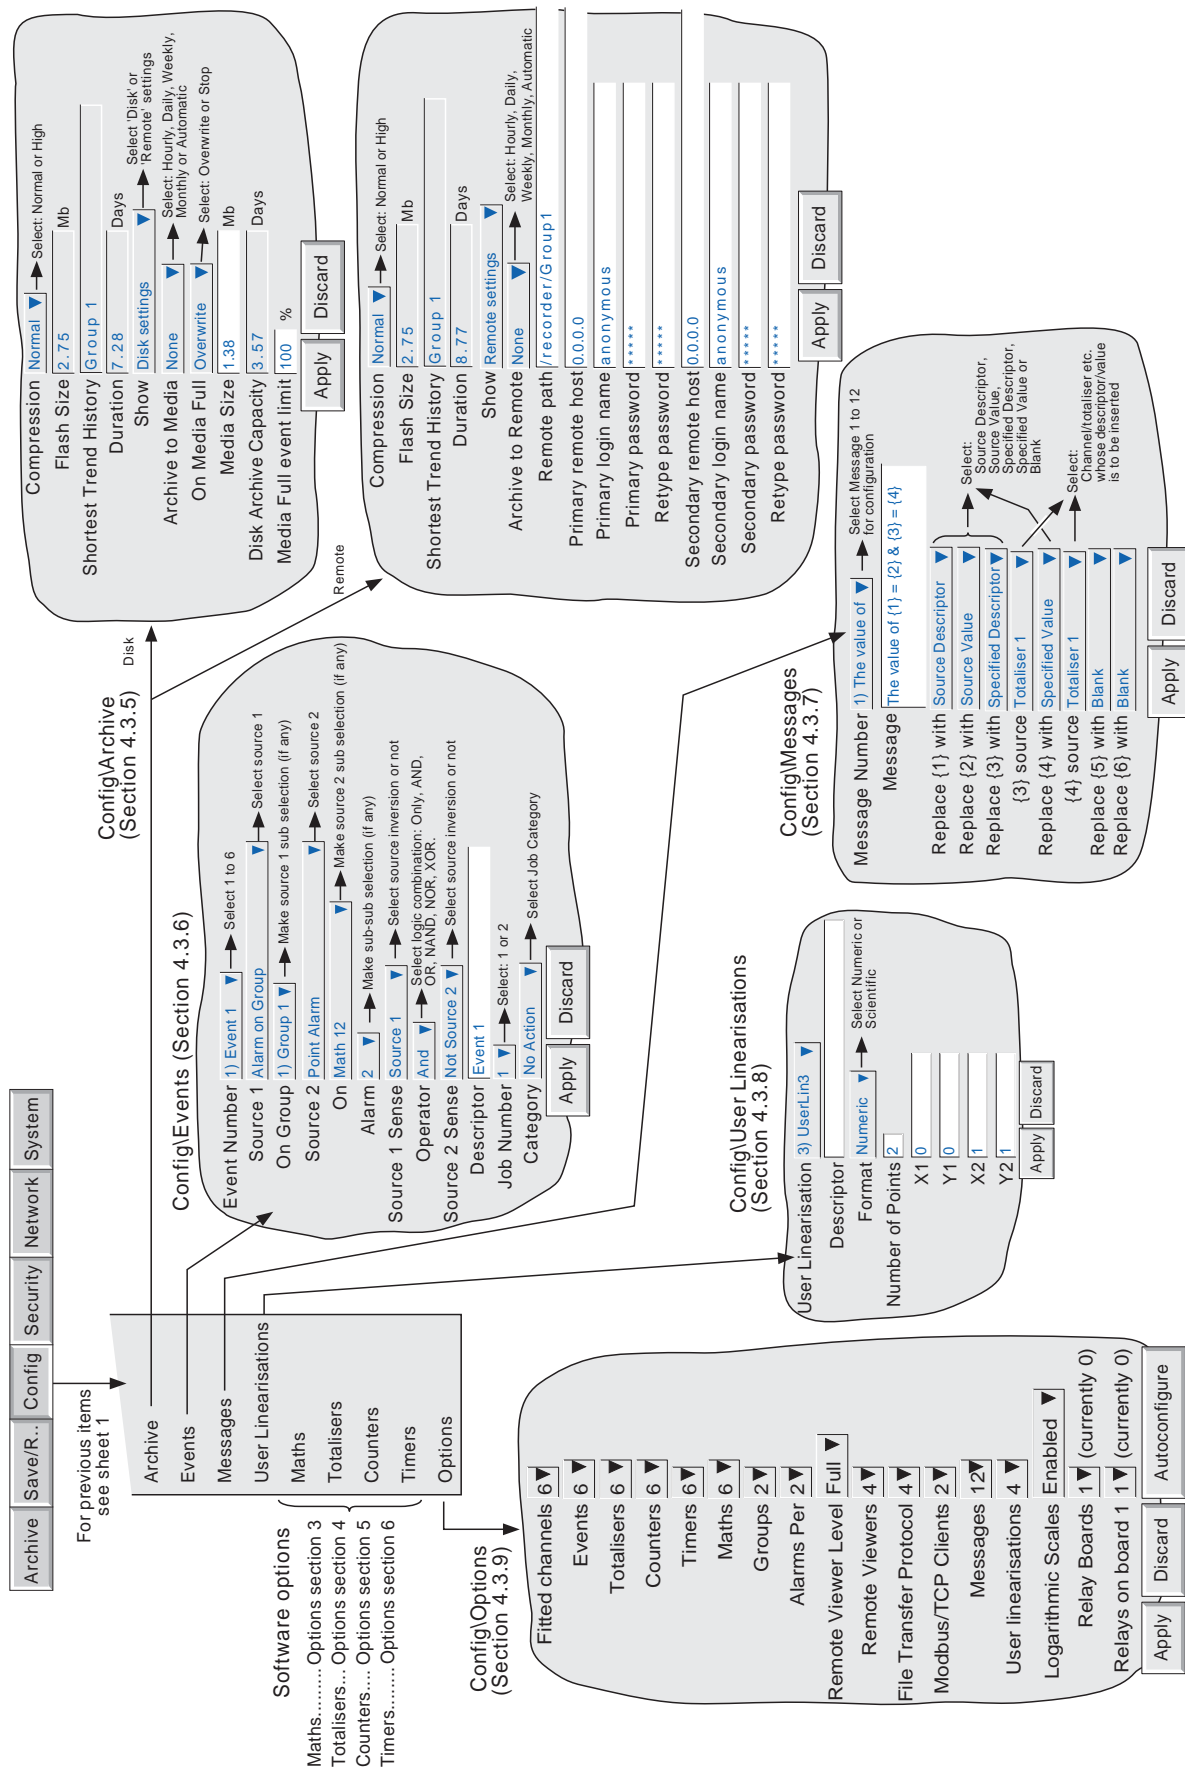 Archive
Save/R..
Config
Security
Network
System
For previous items
see sheet 1
Archive
Events
Messages
User Linearisations
Maths
Totalisers
Counters
Timers
Options
Software options
Maths........ Options section 3
Totalisers... Options section 4
Counters.... Options section 5
Timers........ Options section 6
Config\Archive
(Section 4.3.5)
Disk
Remote
Compression Normal Select: Normal or High
Flash Size 2.75 Mb
Shortest Trend History Group 1
Duration 7.28 Days
Show Disk settings Select 'Disk' or
'Remote' settings
Archive to Media None Select: Hourly, Daily, Weekly,
Monthly or Automatic
On Media Full Overwrite Select: Overwrite or Stop
Media Size 1.38 Mb
Disk Archive Capacity 3.57 Days
Media Full event limit 100 %
Apply Discard
Compression Normal Select: Normal or High
Flash Size 2.75 Mb
Shortest Trend History Group 1
Duration 8.77 Days
Show Remote settings
Archive to Remote None Select: Hourly, Daily,
Weekly, Monthly, Automatic
Remote path /recorder/Group1
Primary remote host 0.0.0.0
Primary login name anonymous
Primary password *****
Retype password *****
Secondary remote host 0.0.0.0
Secondary login name anonymous
Secondary password *****
Retype password *****
Apply Discard
Config\Events (Section 4.3.6)
Event Number 1) Event 1 Select 1 to 6
Source 1 Alarm on Group Select source 1
On Group 1) Group 1 Make source 1 sub selection (if any)
Source 2 Point Alarm Select source 2
On Math 12 Make source 2 sub selection (if any)
Alarm 2 Make sub-sub selection (if any)
Source 1 Sense Source 1 Select source inversion or not
Operator And Select logic combination: Only, AND,
OR, NAND, NOR, XOR.
Source 2 Sense Not Source 2 Select source inversion or not
Descriptor Event 1
Job Number 1 Select: 1 or 2
Category No Action Select Job Category
Apply Discard
Config\Messages
(Section 4.3.7)
Message Number 1) The value of Select Message 1 to 12
for configuration
Message The value of {1} = {2} & {3} = {4}
Replace {1} with Source Descriptor
Replace {2} with Source Value
Replace {3} with Specified Descriptor
{3} source Totaliser 1
Replace {4} with Specified Value
{4} source Totaliser 1
Replace {5} with Blank
Replace {6} with Blank
Select:
Source Descriptor,
Source Value,
Specified Descriptor,
Specified Value or
Blank
Select:
Channel/totaliser etc.
whose descriptor/value
is to be inserted
Apply Discard
Config\User Linearisations
(Section 4.3.8)
User Linearisation 3) UserLin3
Descriptor
Format Numeric Select Numeric or
Scientific
Number of Points 2
X1 0
Y1 0
X2 1
Y2 1
Apply Discard
Config\Options
(Section 4.3.9)
Fitted channels 6
Events 6
Totalisers 6
Counters 6
Timers 6
Maths 6
Groups 2
Alarms Per 2
Remote Viewer Level Full
Remote Viewers 4
File Transfer Protocol 4
Modbus/TCP Clients 2
Messages 12
User linearisations 4
Logarithmic Scales Enabled
Relay Boards 1 (currently 0)
Relays on board 1 1 (currently 0)
Apply Discard Autoconfigure